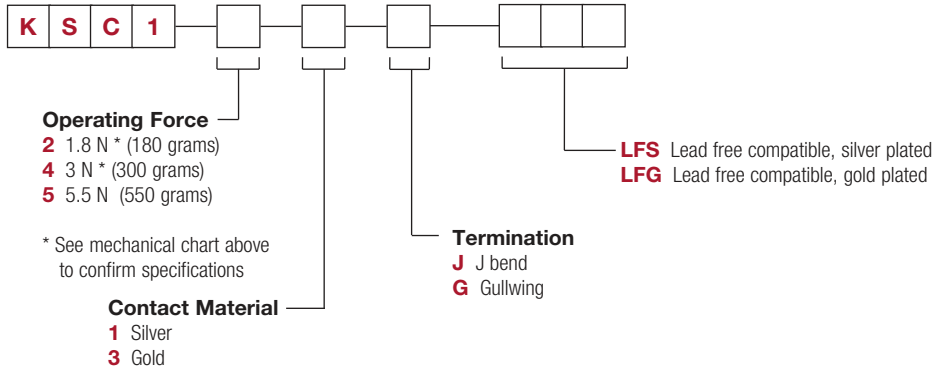 K S C 1
Operating Force
2 1.8 N * (180 grams)
4 3 N * (300 grams)
5 5.5 N (550 grams)
* See mechanical chart above
to confirm specifications
Contact Material
1 Silver
3 Gold
Termination
J J bend
G Gullwing
LFS Lead free compatible, silver plated
LFG Lead free compatible, gold plated